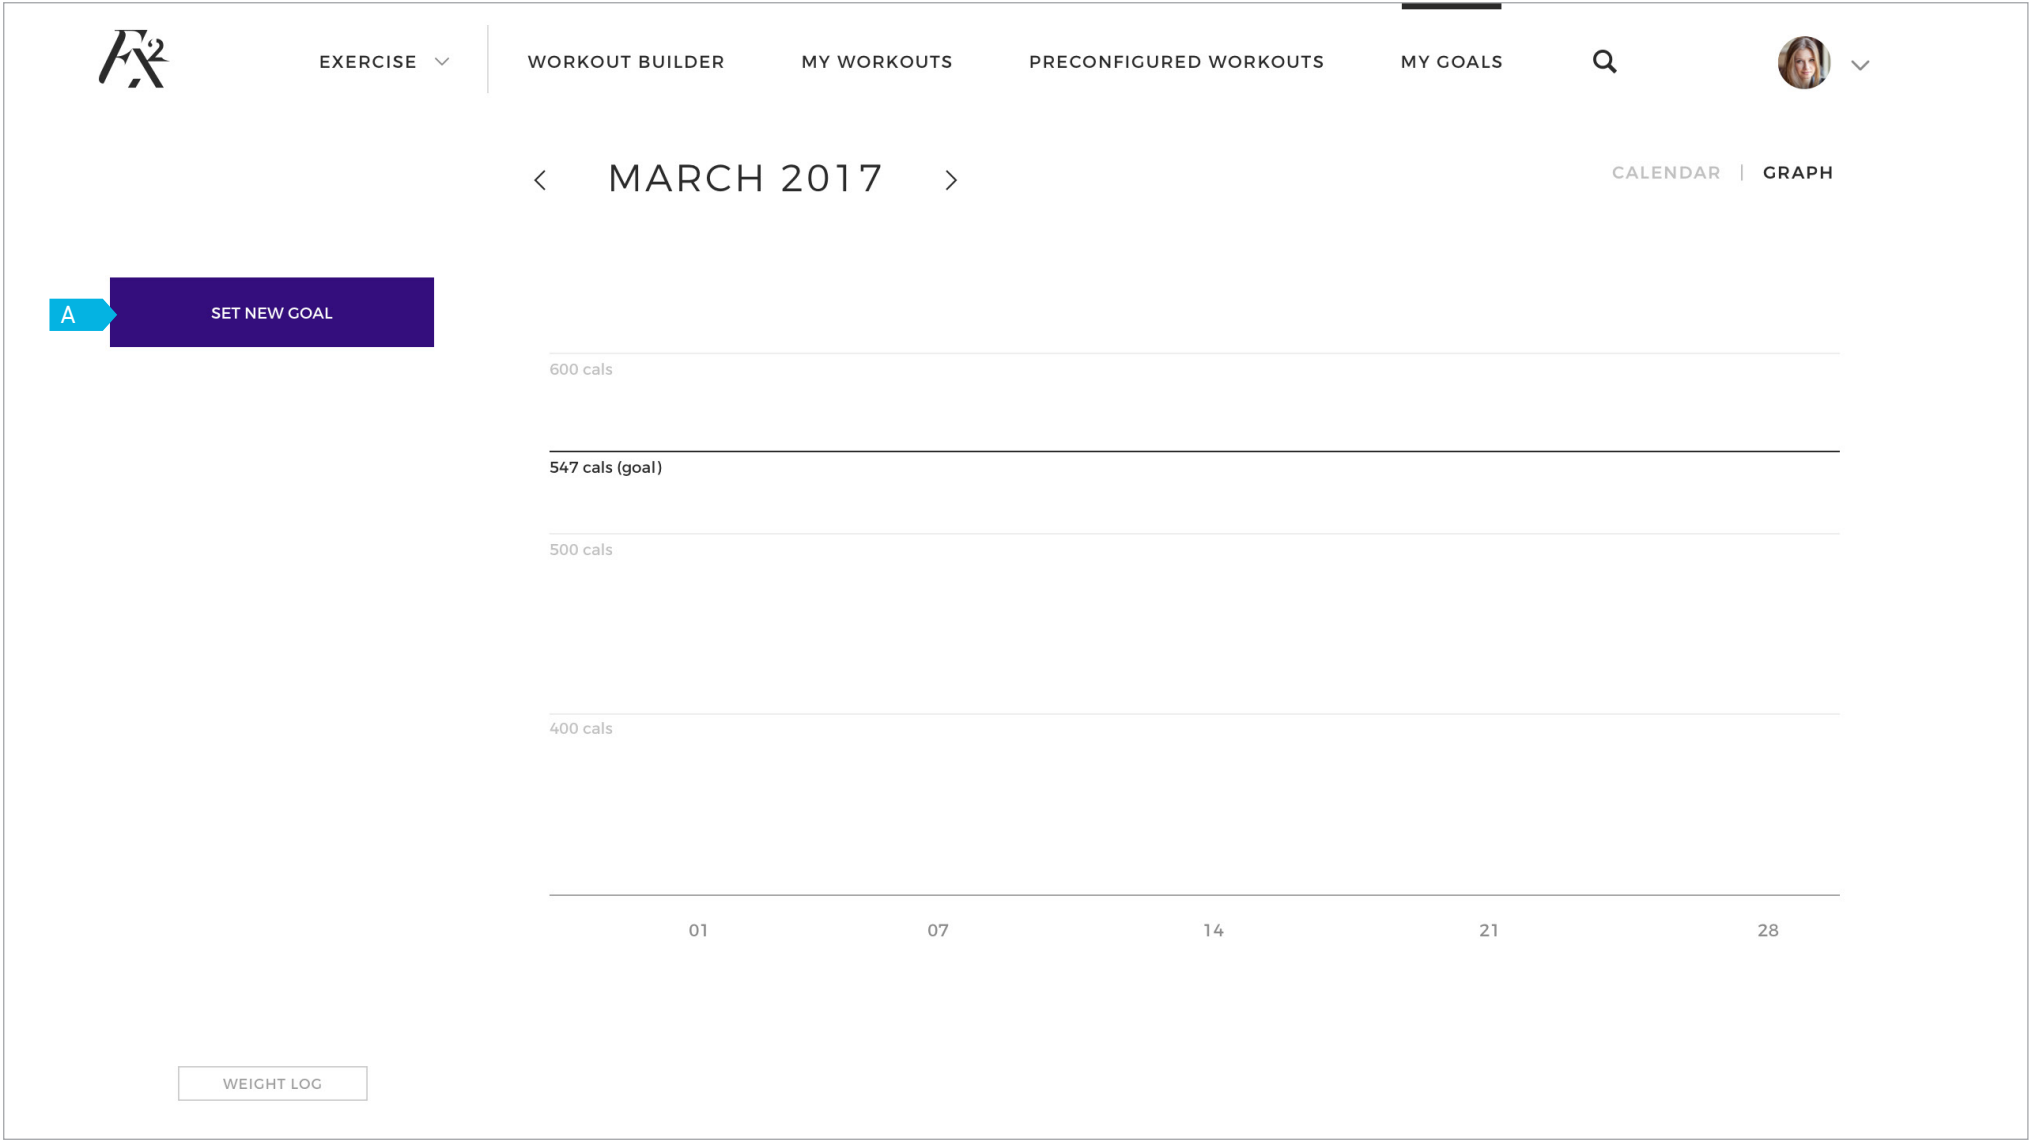 EXERCISE
WORKOUT BUILDER
MY WORKOUTS
PRECONFIGURED WORKOUTS
MY GOALS
MARCH 2017
CALENDAR | GRAPH
A
SET NEW GOAL
600 cals
547 cals (goal)
500 cals
400 cals
01 07 14 21 28
WEIGHT LOG